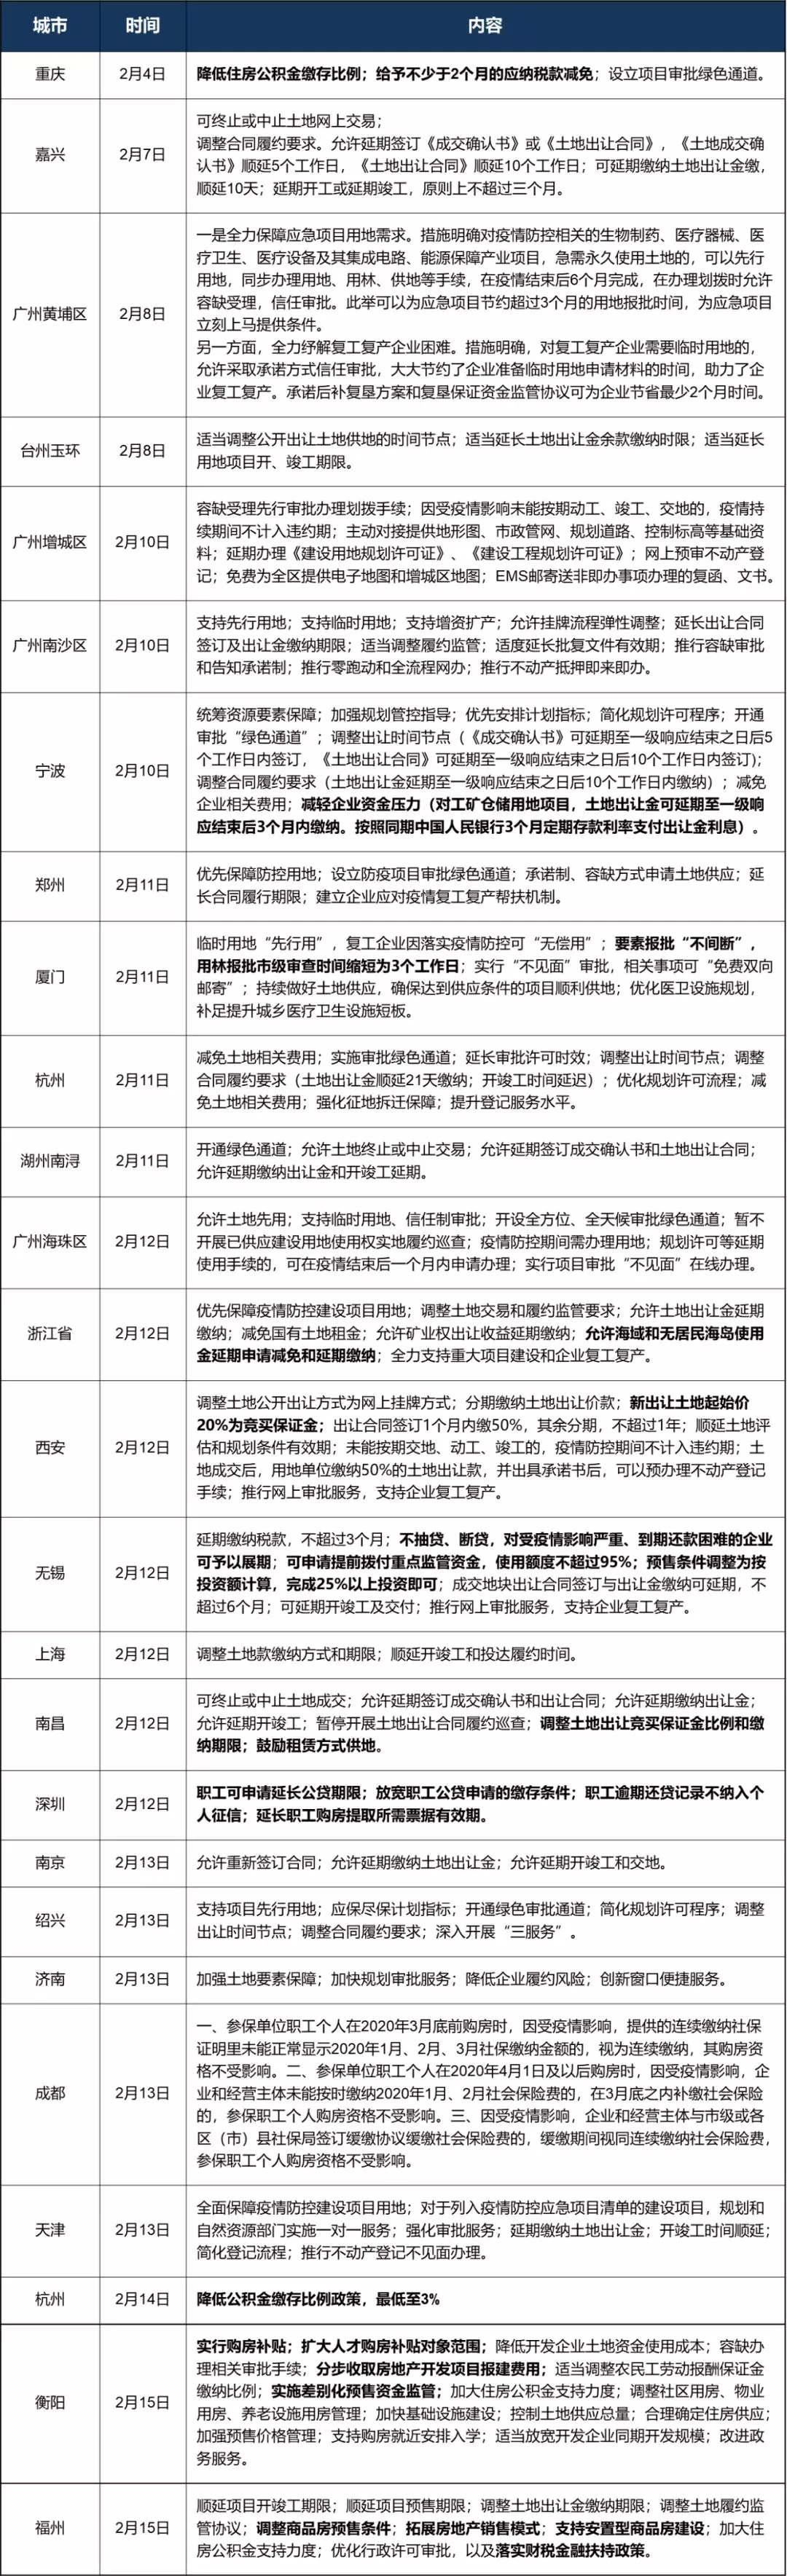 城市 时间 内容
重庆 2月4日 降低住房公积金缴存比例；给予不少于2个月的应纳税款减免；设立项目审批绿色通道。
嘉兴 2月7日 可终止或中止土地网上交易；
调整合同履约要求。允许延期签订《成交确认书》或《土地出让合同》，《土地成交确
认书》顺延5个工作日，《土地出让合同》顺延10个工作日；可延期缴纳土地出让金缴，
顺延10天；延期开工或延期竣工，原则上不超过三个月。
广州黄埔区 2月8日 一是全力保障应急项目用地需求。措施明确对疫情防控相关的生物制药、医疗器械、医
疗卫生、医疗设备及其集成电路、能源保障产业项目，急需永久使用土地的，可以先行
用地，同步办理用地、用林、供地等手续，在疫情结束后6个月完成，在办理划拨时允许
容缺受理，信任审批。此举可以为应急项目节约超过3个月的用地报批时间，为应急项目
立刻上马提供条件。
另一方面，全力纾解复工复产企业困难。措施明确，对复工复产企业需要临时用地的，
允许采取承诺方式信任审批，大大节约了企业准备临时用地申请材料的时间，助力了企
业复工复产。承诺后补复垦方案和复垦保证资金监管协议可为企业节省最少2个月时间。
台州玉环 2月8日 适当调整公开出让土地供地的时间节点；适当延长土地出让金余款缴纳时限；适当延长
用地项目开、竣工期限。
广州增城区 2月10日 容缺受理先行审批办理划拨手续；因受疫情影响未能按期动工、竣工、交地的，疫情持
续期间不计入违约期；主动对接提供地形图、市政管网、规划道路、控制标高等基础资
料；延期办理《建设用地规划许可证》、《建设工程规划许可证》；网上预审不动产登
记；免费为全区提供电子地图和增城区地图；EMS邮寄送非即办事项办理的复函、文书。
广州南沙区 2月10日 支持先行用地；支持临时用地；支持增资扩产；允许挂牌流程弹性调整；延长出让合同
签订及出让金缴纳期限；适当调整履约监管；适度延长批复文件有效期；推行容缺审批
和告知承诺制；推行零跑动和全流程网办；推行不动产抵押即来即办。
宁波 2月10日 统筹资源要素保障；加强规划管控指导；优先安排计划指标；简化规划许可程序；开通
审批“绿色通道”；调整出让时间节点（《成交确认书》可延期至一级响应结束之日后5
个工作日内签订，《土地出让合同》可延期至一级响应结束之日后10个工作日内签订);
调整合同履约要求（土地出让金延期至一级响应结束之日后10个工作日内缴纳）；减免
企业相关费用；减轻企业资金压力（对工矿仓储用地项目，土地出让金可延期至一级响
应结束后3个月内缴纳。按照同期中国人民银行3个月定期存款利率支付出让金利息）。
郑州 2月11日 优先保障防控用地；设立防疫项目审批绿色通道；承诺制、容缺方式申请土地供应；延
长合同履行期限；建立企业应对疫情复工复产帮扶机制。
厦门 2月11日 临时用地“先行用”，复工企业因落实疫情防控可“无偿用”；要素报批“不间断”，
用林报批市级审查时间缩短为3个工作日；实行“不见面”审批，相关事项可“免费双向
邮寄”；持续做好土地供应，确保达到供应条件的项目顺利供地；优化医卫设施规划，
补足提升城乡医疗卫生设施短板。
杭州 2月11日 减免土地相关费用；实施审批绿色通道；延长审批许可时效；调整出让时间节点；调整
合同履约要求（土地出让金顺延21天缴纳；开竣工时间延迟）；优化规划许可流程；减
免土地相关费用；强化征地拆迁保障；提升登记服务水平。
湖州南浔 2月11日 开通绿色通道；允许土地终止或中止交易；允许延期签订成交确认书和土地出让合同；
允许延期缴纳出让金和开竣工延期。
广州海珠区 2月12日 允许土地先用；支持临时用地、信任制审批；开设全方位、全天候审批绿色通道；暂不
开展已供应建设用地使用权实地履约巡查；疫情防控期间需办理用地；规划许可等延期
使用手续的，可在疫情结束后一个月内申请办理；实行项目审批“不见面”在线办理。
浙江省 2月12日 优先保障疫情防控建设项目用地；调整土地交易和履约监管要求；允许土地出让金延期
缴纳；减免国有土地租金；允许矿业权出让收益延期缴纳；允许海域和无居民海岛使用
金延期申请减免和延期缴纳；全力支持重大项目建设和企业复工复产。
西安 2月12日 调整土地公开出让方式为网上挂牌方式；分期缴纳土地出让价款；新出让土地起始价
20%为竞买保证金；出让合同签订1个月内缴50%，其余分期，不超过1年；顺延土地评
估和规划条件有效期；未能按期交地、动工、竣工的，疫情防控期间不计入违约期；土
地成交后，用地单位缴纳50%的土地出让款，并出具承诺书后，可以预办理不动产登记
手续；推行网上审批服务，支持企业复工复产。
无锡 2月12日 延期缴纳税款，不超过3个月；不抽贷、断贷，对受疫情影响严重、到期还款困难的企业
可予以展期；可申请提前拨付重点监管资金，使用额度不超过95%；预售条件调整为按
投资额计算，完成25%以上投资即可；成交地块出让合同签订与出让金缴纳可延期，不
超过6个月；可延期开竣工及交付；推行网上审批服务，支持企业复工复产。
上海 2月12日 调整土地款缴纳方式和期限；顺延开竣工和投达履约时间。
南昌 2月12日 可终止或中止土地成交；允许延期签订成交确认书和出让合同；允许延期缴纳出让金；
允许延期开竣工；暂停开展土地出让合同履约巡查；调整土地出让竞买保证金比例和缴
纳期限；鼓励租赁方式供地。
深圳 2月12日 职工可申请延长公贷期限；放宽职工公贷申请的缴存条件；职工逾期还贷记录不纳入个
人征信；延长职工购房提取所需票据有效期。
南京 2月13日 允许重新签订合同；允许延期缴纳土地出让金；允许延期开竣工和交地。
绍兴 2月13日 支持项目先行用地；应保尽保计划指标；开通绿色审批通道；简化规划许可程序；调整
出让时间节点；调整合同履约要求；深入开展“三服务”。
济南 2月13日 加强土地要素保障；加快规划审批服务；降低企业履约风险；创新窗口便捷服务。
成都 2月13日 一、参保单位职工个人在2020年3月底前购房时，因受疫情影响，提供的连续缴纳社保
证明里未能正常显示2020年1月、2月、3月社保缴纳金额的，视为连续缴纳，其购房资
格不受影响。二、参保单位职工个人在2020年4月1日及以后购房时，因受疫情影响，企
业和经营主体未能按时缴纳2020年1月、2月社会保险费的，在3月底之内补缴社会保险
的，参保职工个人购房资格不受影响。三、因受疫情影响，企业和经营主体与市级或各
区（市）县社保局签订缓缴协议缓缴社会保险费的，缓缴期间视同连续缴纳社会保险费，
参保职工个人购房资格不受影响。
天津 2月13日 全面保障疫情防控建设项目用地；对于列入疫情防控应急项目清单的建设项目，规划和
自然资源部门实施一对一服务；强化审批服务；延期缴纳土地出让金；开竣工时间顺延；
简化登记流程；推行不动产登记不见面办理。
杭州 2月14日 降低公积金缴存比例政策，最低至3%
衡阳 2月15日 实行购房补贴；扩大人才购房补贴对象范围；降低开发企业土地资金使用成本；容缺办
理相关审批手续；分步收取房地产开发项目报建费用；适当调整农民工劳动报酬保证金
缴纳比例；实施差别化预售资金监管；加大住房公积金支持力度；调整社区用房、物业
用房、养老设施用房管理；加快基础设施建设；控制土地供应总量；合理确定住房供应；
加强预售价格管理；支持购房就近安排入学；适当放宽开发企业同期开发规模；改进政
务服务。
福州 2月15日 顺延项目开竣工期限；顺延项目预售期限；调整土地出让金缴纳期限；调整土地履约监
管协议；调整商品房预售条件；拓展房地产销售模式；支持安置型商品房建设；加大住
房公积金支持力度；优化行政许可审批，以及落实财税金融扶持政策。